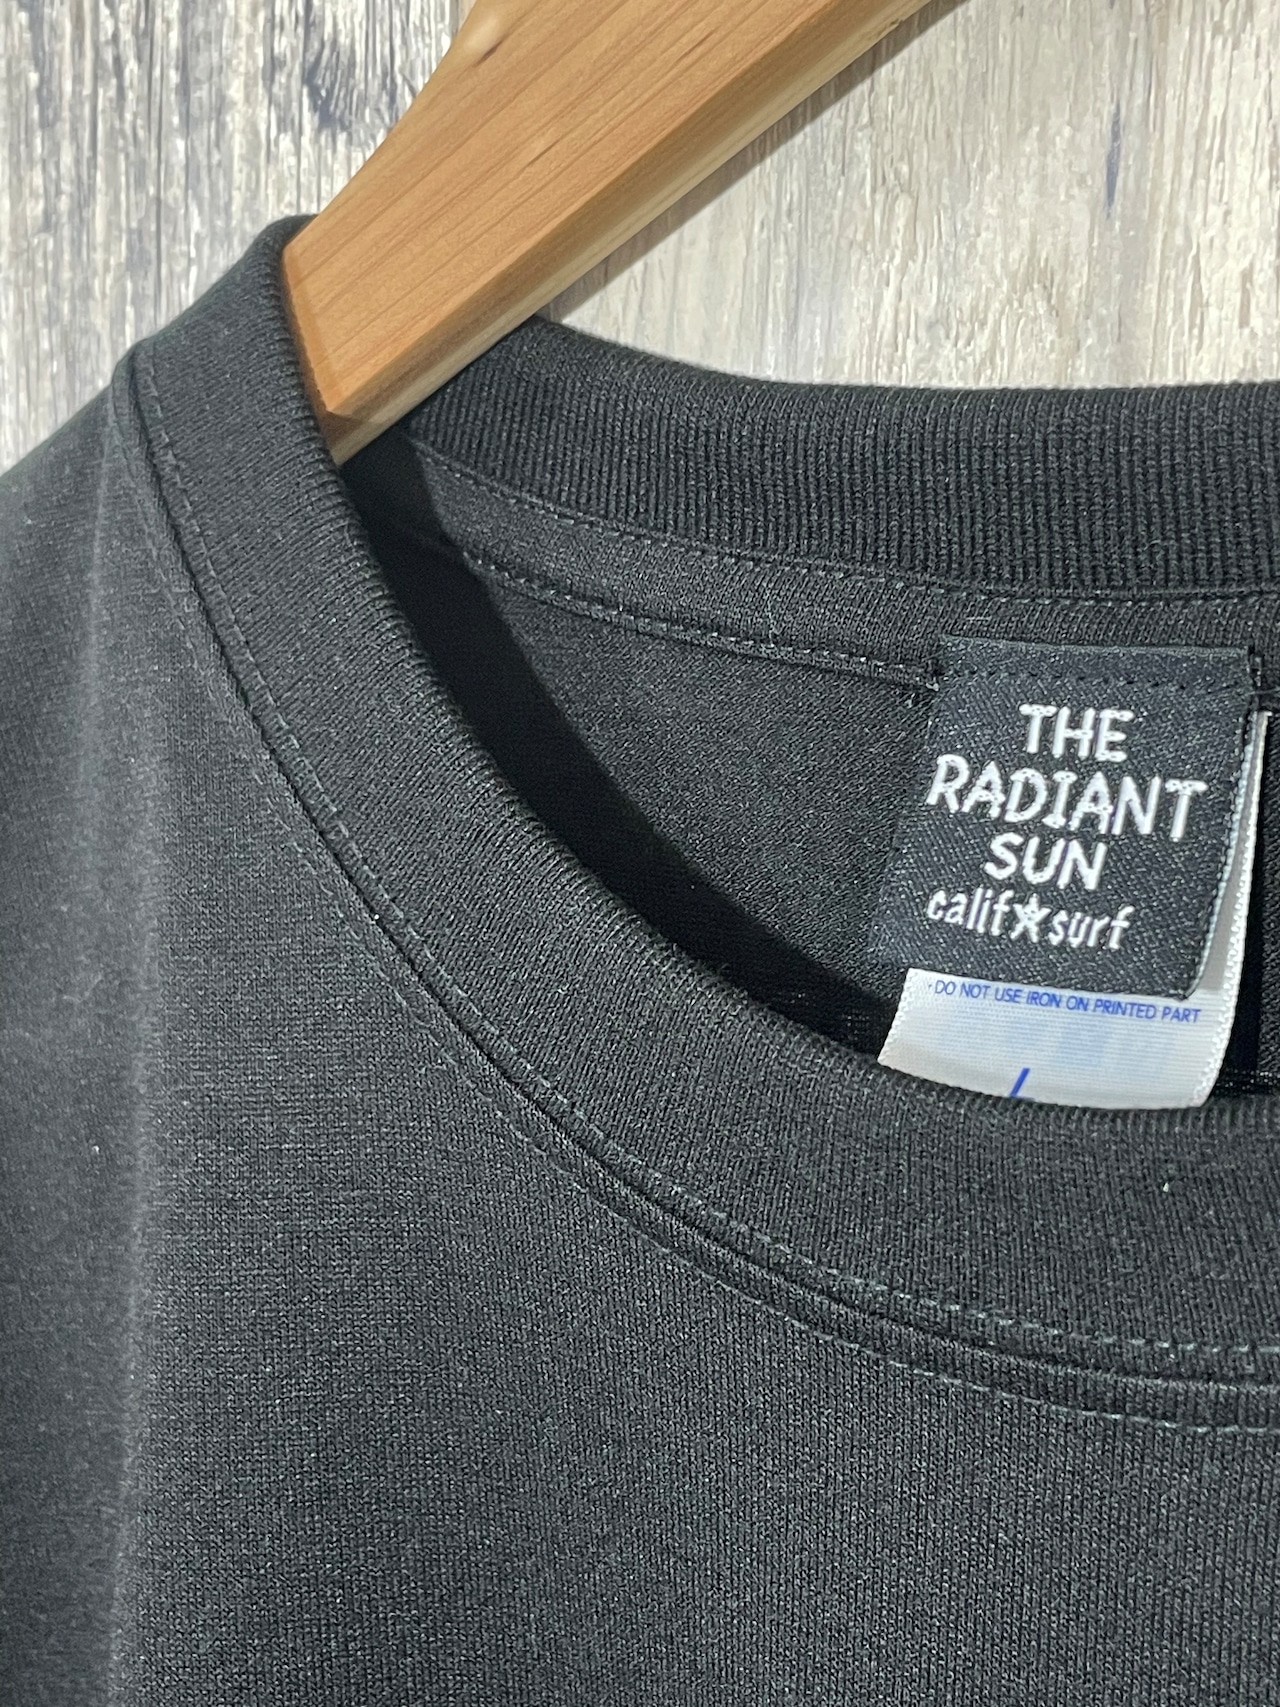 THE
RADIANT
SUN
calif★surf
·DO NOT USE IRON ON PRINTED PART